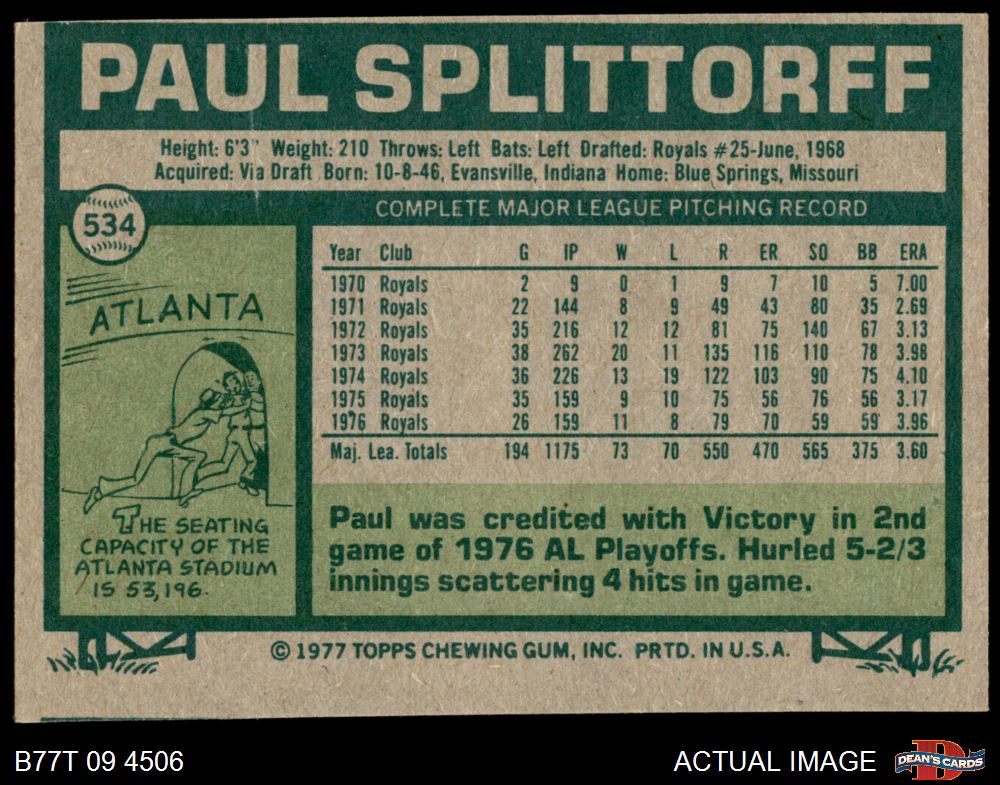 PAUL SPLITTORFF
Height: 6'3" Weight: 210 Throws: Left Bats: Left Drafted: Royals #25-June, 1968
Acquired: Via Draft Born: 10-8-46, Evansville, Indiana Home: Blue Springs, Missouri
534
COMPLETE MAJOR LEAGUE PITCHING RECORD
Year Club G IP W L R ER SO BB ERA
1970 Royals 2 9 0 1 9 7 10 5 7.00
1971 Royals 22 144 8 9 49 43 80 35 2.69
1972 Royals 35 216 12 12 81 75 140 67 3.13
1973 Royals 38 262 20 11 135 116 110 78 3.98
1974 Royals 36 226 13 19 122 103 90 75 4.10
1975 Royals 35 159 9 10 75 56 76 56 3.17
1976 Royals 26 159 11 8 79 70 59 59 3.96
Maj. Lea. Totals 194 1175 73 70 550 470 565 375 3.60
ATLANTA
THE SEATING
CAPACITY OF THE
ATLANTA STADIUM
IS 53,196.
Paul was credited with Victory in 2nd
game of 1976 AL Playoffs. Hurled 5-2/3
innings scattering 4 hits in game.
© 1977 TOPPS CHEWING GUM, INC. PRTD. IN U.S.A.
B77T 09 4506
ACTUAL IMAGE
D
DEAN'S CARDS